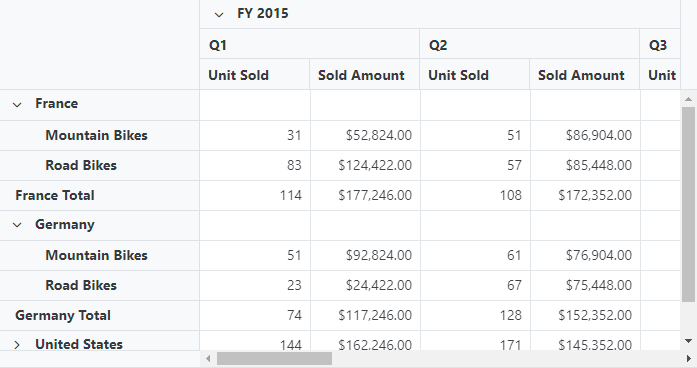 FY 2015
Q1 Q2 Q3
Unit Sold Sold Amount Unit Sold Sold Amount Unit
France
Mountain Bikes 31 $52,824.00 51 $86,904.00
Road Bikes 83 $124,422.00 57 $85,448.00
France Total 114 $177,246.00 108 $172,352.00
Germany
Mountain Bikes 51 $92,824.00 61 $76,904.00
Road Bikes 23 $24,422.00 67 $75,448.00
Germany Total 74 $117,246.00 128 $152,352.00
United States 144 $162,246.00 171 $145,352.00